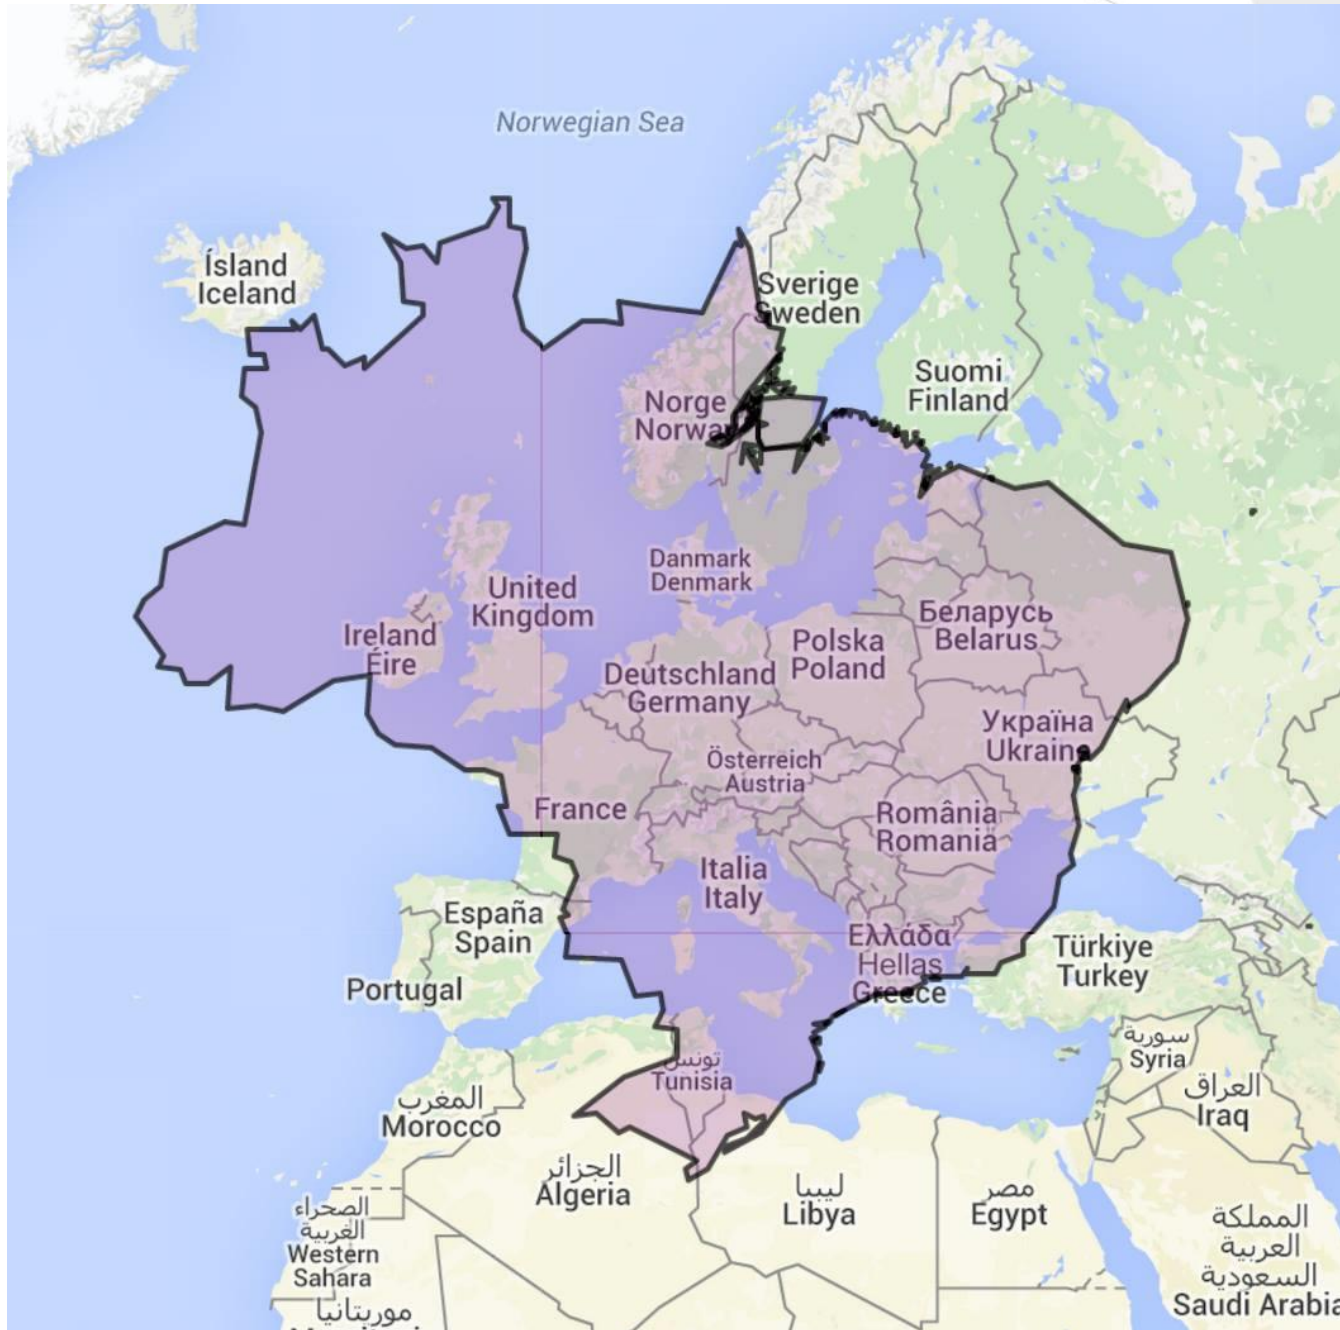 Norwegian Sea
Ísland
Iceland
Sverige
Sweden
Suomi
Finland
Norge
Norway
Danmark
Denmark
United
Kingdom
Ireland
Éire
Беларусь
Belarus
Polska
Poland
Deutschland
Germany
Україна
Ukraine
Österreich
Austria
France
România
Romania
Italia
Italy
España
Spain
Ελλάδα
Hellas
Greece
Türkiye
Turkey
Portugal
سورية
Syria
تونس
Tunisia
العراق
Iraq
المغرب
Morocco
الجزائر
Algeria
ليبيا
Libya
مصر
Egypt
الصحراء
الغربية
Western
Sahara
المملكة
العربية
السعودية
Saudi Arabia
موريتانيا